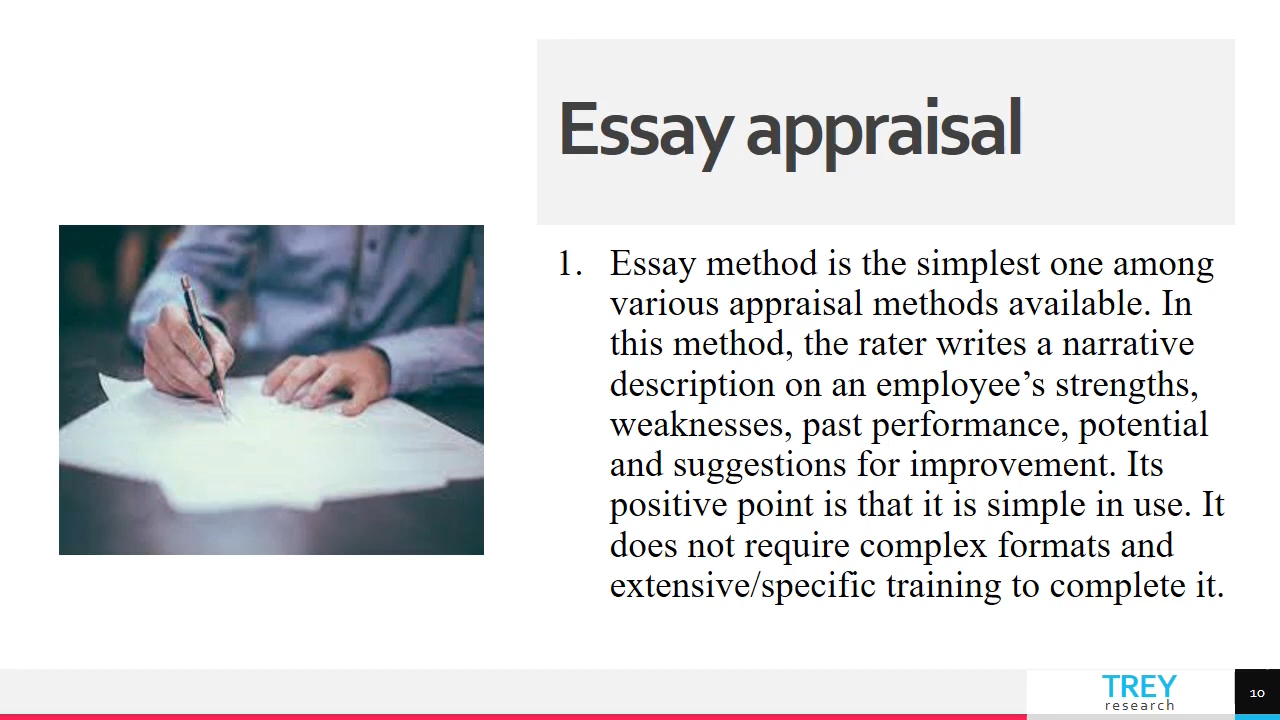 Essay appraisal
1. Essay method is the simplest one among
various appraisal methods available. In
this method, the rater writes a narrative
description on an employee’s strengths,
weaknesses, past performance, potential
and suggestions for improvement. Its
positive point is that it is simple in use. It
does not require complex formats and
extensive/specific training to complete it.
TREY
research
10